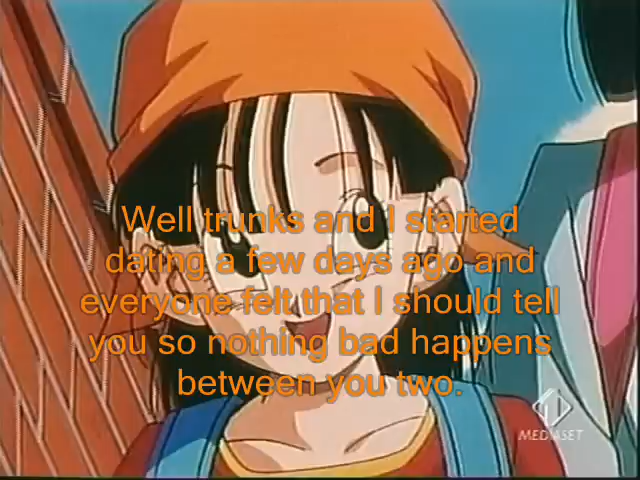 Well trunks and I started
dating a few days ago and
everyone felt that I should tell
you so nothing bad happens
between you two.
MEDIASET